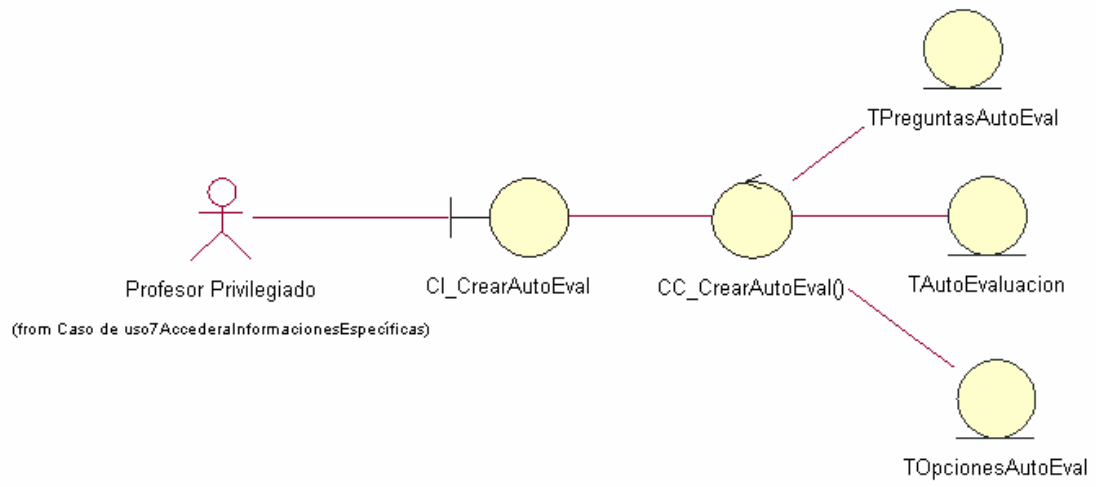 TPreguntasAutoEval
Profesor Privilegiado
(from Caso de uso7AccederaInformacionesEspecíficas)
CI_CrearAutoEval
CC_CrearAutoEval()
TAutoEvaluacion
TOpcionesAutoEval